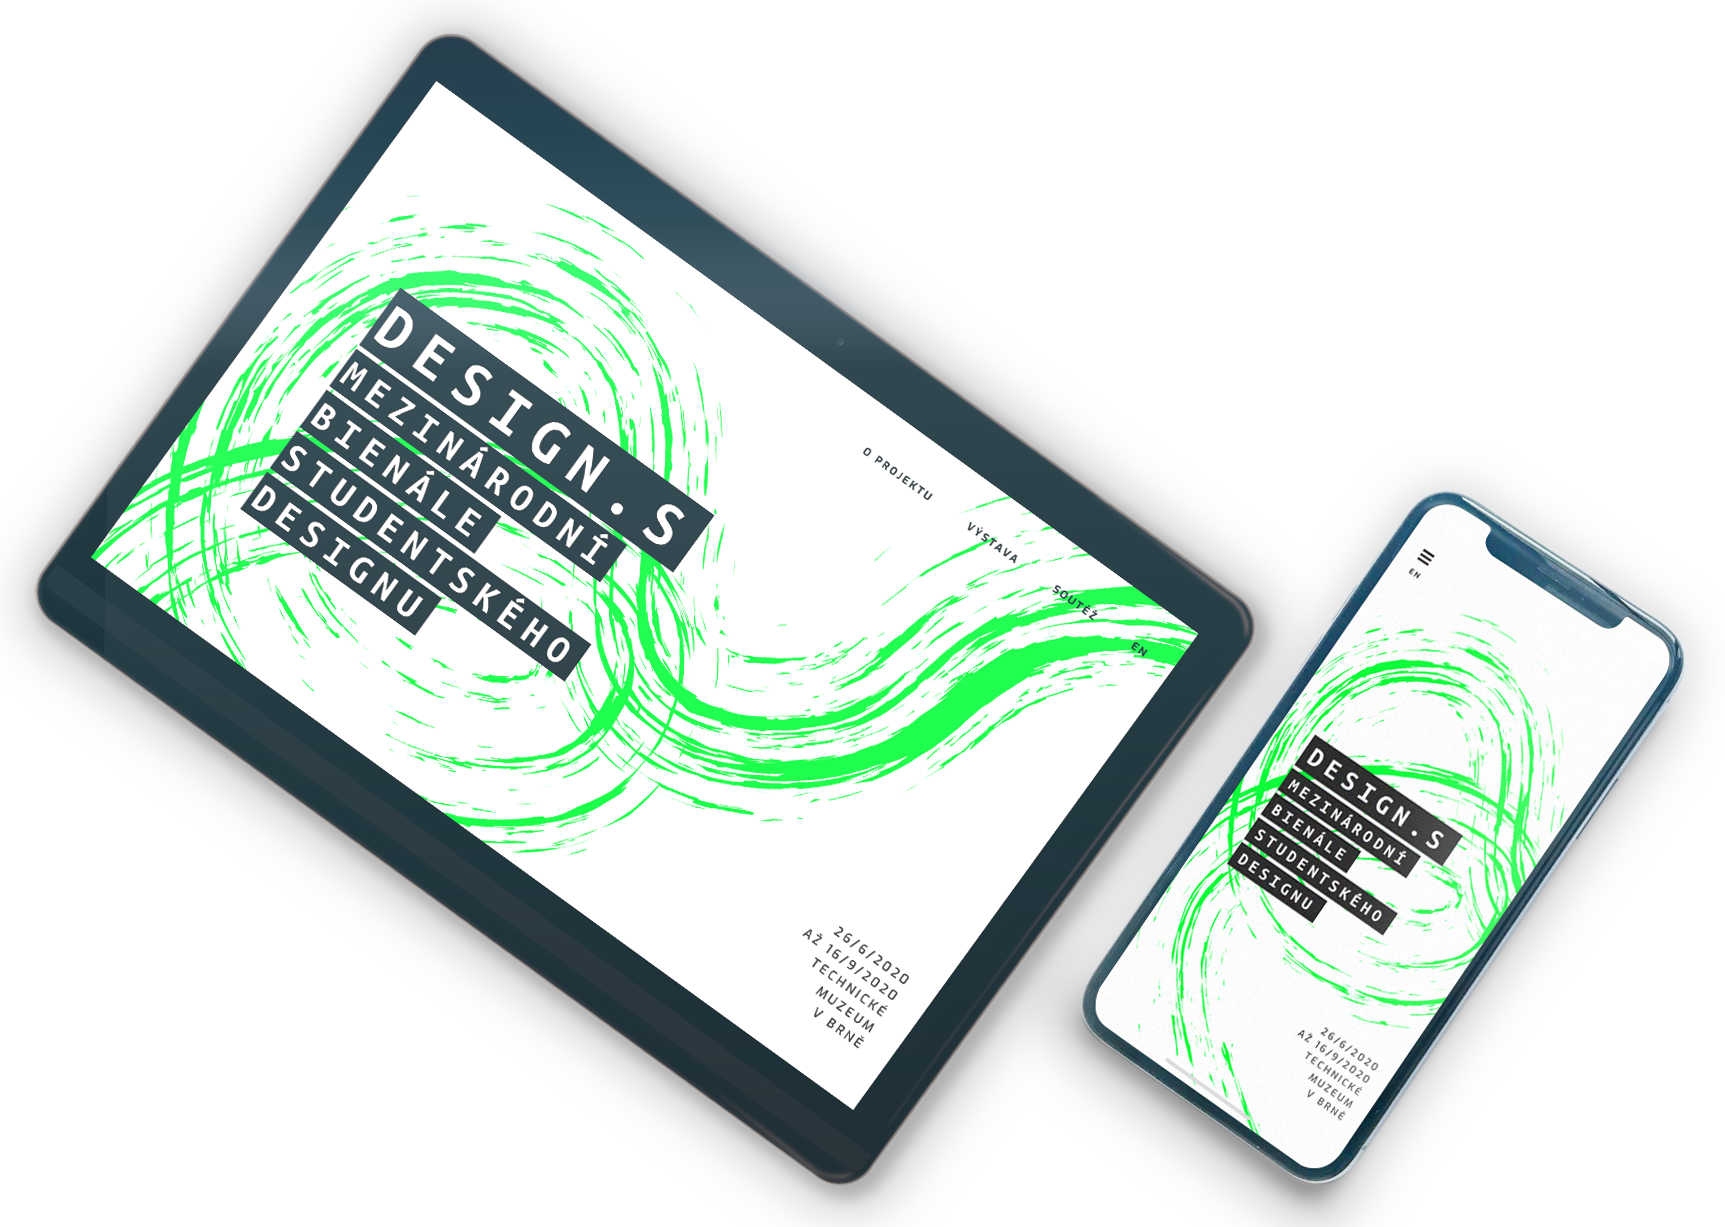 DESIGN.S
MEZINÁRODNÍ
BIENÁLE
STUDENTSKÉHO
DESIGNU
O PROJEKTU
VÝSTAVA
SOUTĚŽ
EN
26/6/2020
AŽ 16/9/2020
TECHNICKÉ
MUZEUM
V BRNĚ
EN
DESIGN.S
MEZINÁRODNÍ
BIENÁLE
STUDENTSKÉHO
DESIGNU
26/6/2020
AŽ 16/9/2020
TECHNICKÉ
MUZEUM
V BRNĚ